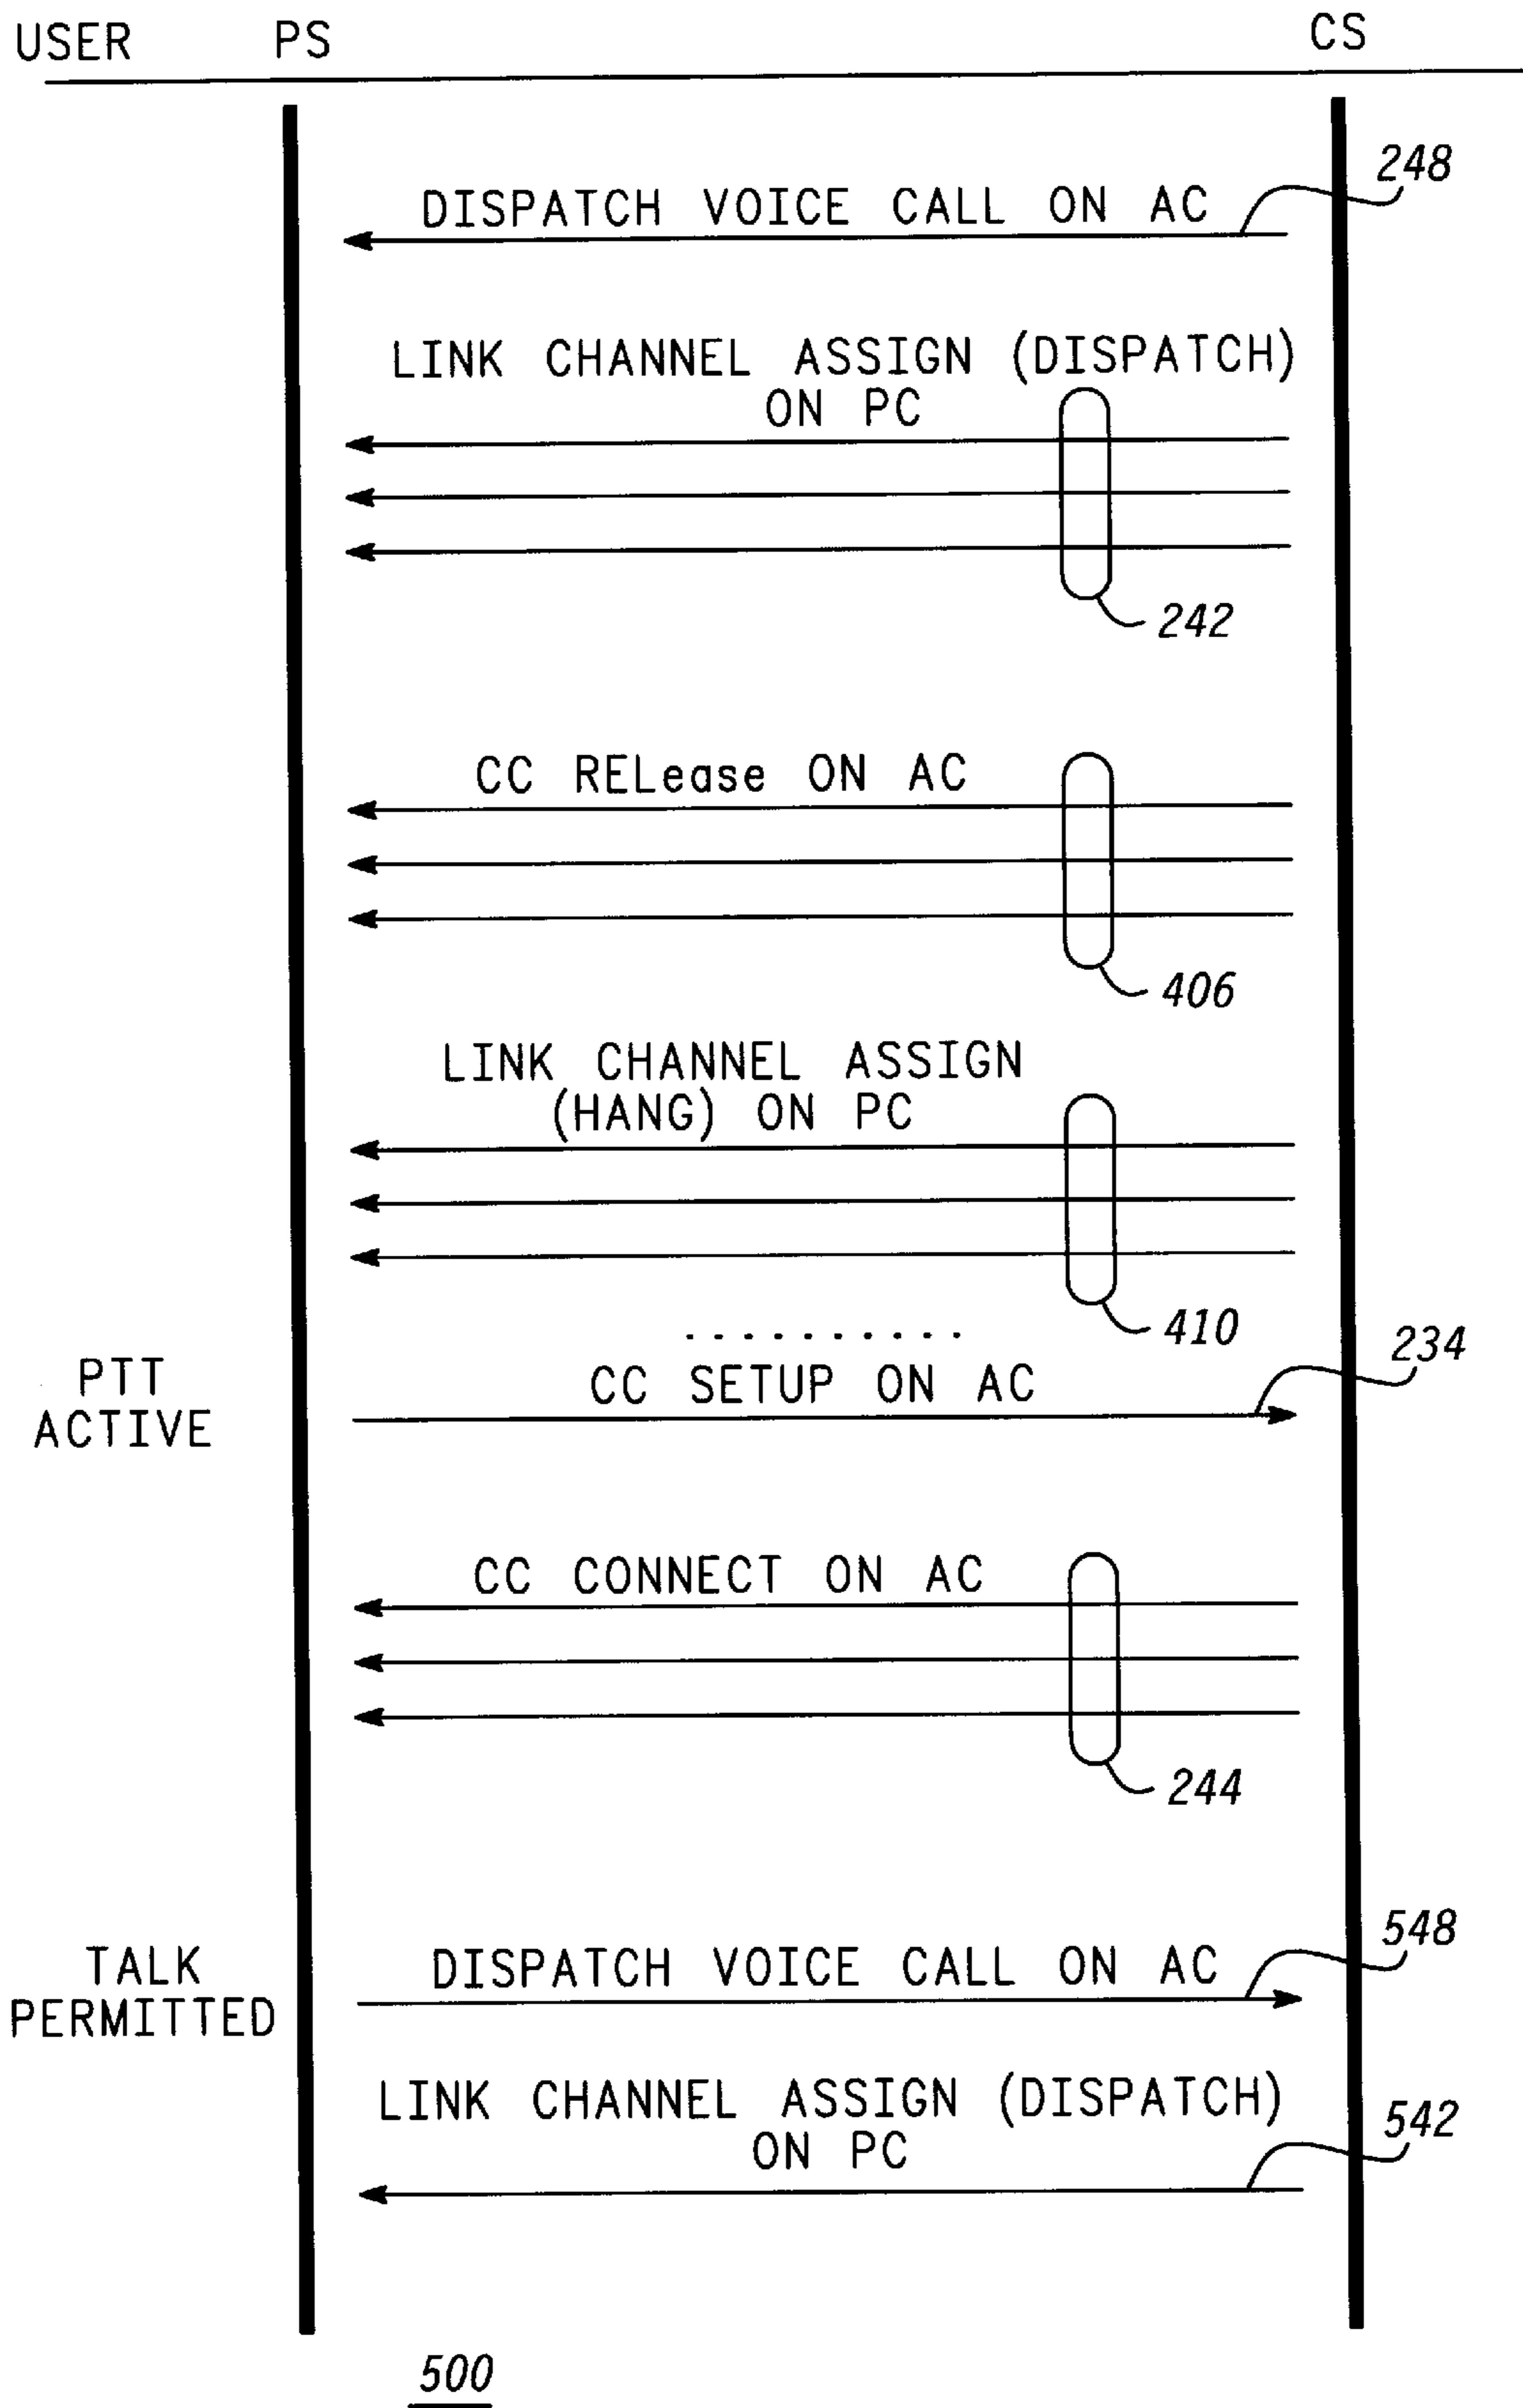 USER PS CS
248
DISPATCH VOICE CALL ON AC
LINK CHANNEL ASSIGN (DISPATCH)
ON PC
242
CC RELease ON AC
406
LINK CHANNEL ASSIGN
(HANG) ON PC
410
. . . . . . . . . .
234
PTT
ACTIVE
CC SETUP ON AC
CC CONNECT ON AC
244
548
TALK
PERMITTED
DISPATCH VOICE CALL ON AC
LINK CHANNEL ASSIGN (DISPATCH)
ON PC
542
500